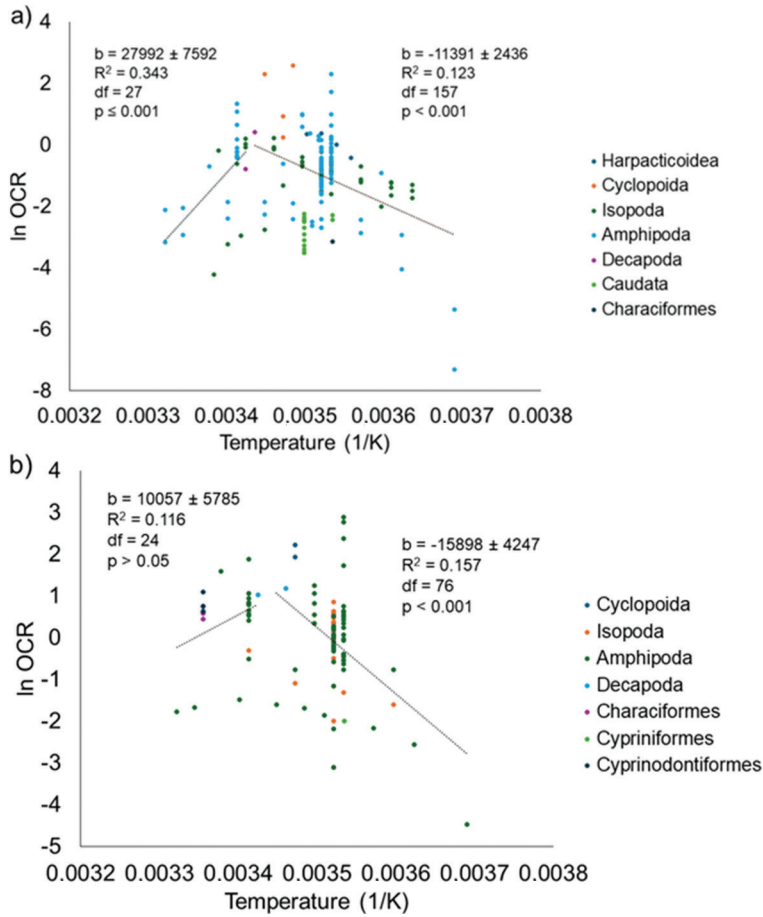 a)
4
2
0
-2
-4
-6
-8
ln OCR
b = 27992 ± 7592
R² = 0.343
df = 27
p ≤ 0.001
b = -11391 ± 2436
R² = 0.123
df = 157
p < 0.001
Harpacticoidea
Cyclopoida
Isopoda
Amphipoda
Decapoda
Caudata
Characiformes
0.0032 0.0033 0.0034 0.0035 0.0036 0.0037 0.0038
Temperature (1/K)
b)
4
3
2
1
0
-1
-2
-3
-4
-5
ln OCR
b = 10057 ± 5785
R² = 0.116
df = 24
p > 0.05
b = -15898 ± 4247
R² = 0.157
df = 76
p < 0.001
Cyclopoida
Isopoda
Amphipoda
Decapoda
Characiformes
Cypriniformes
Cyprinodontiformes
0.0032 0.0033 0.0034 0.0035 0.0036 0.0037 0.0038
Temperature (1/K)